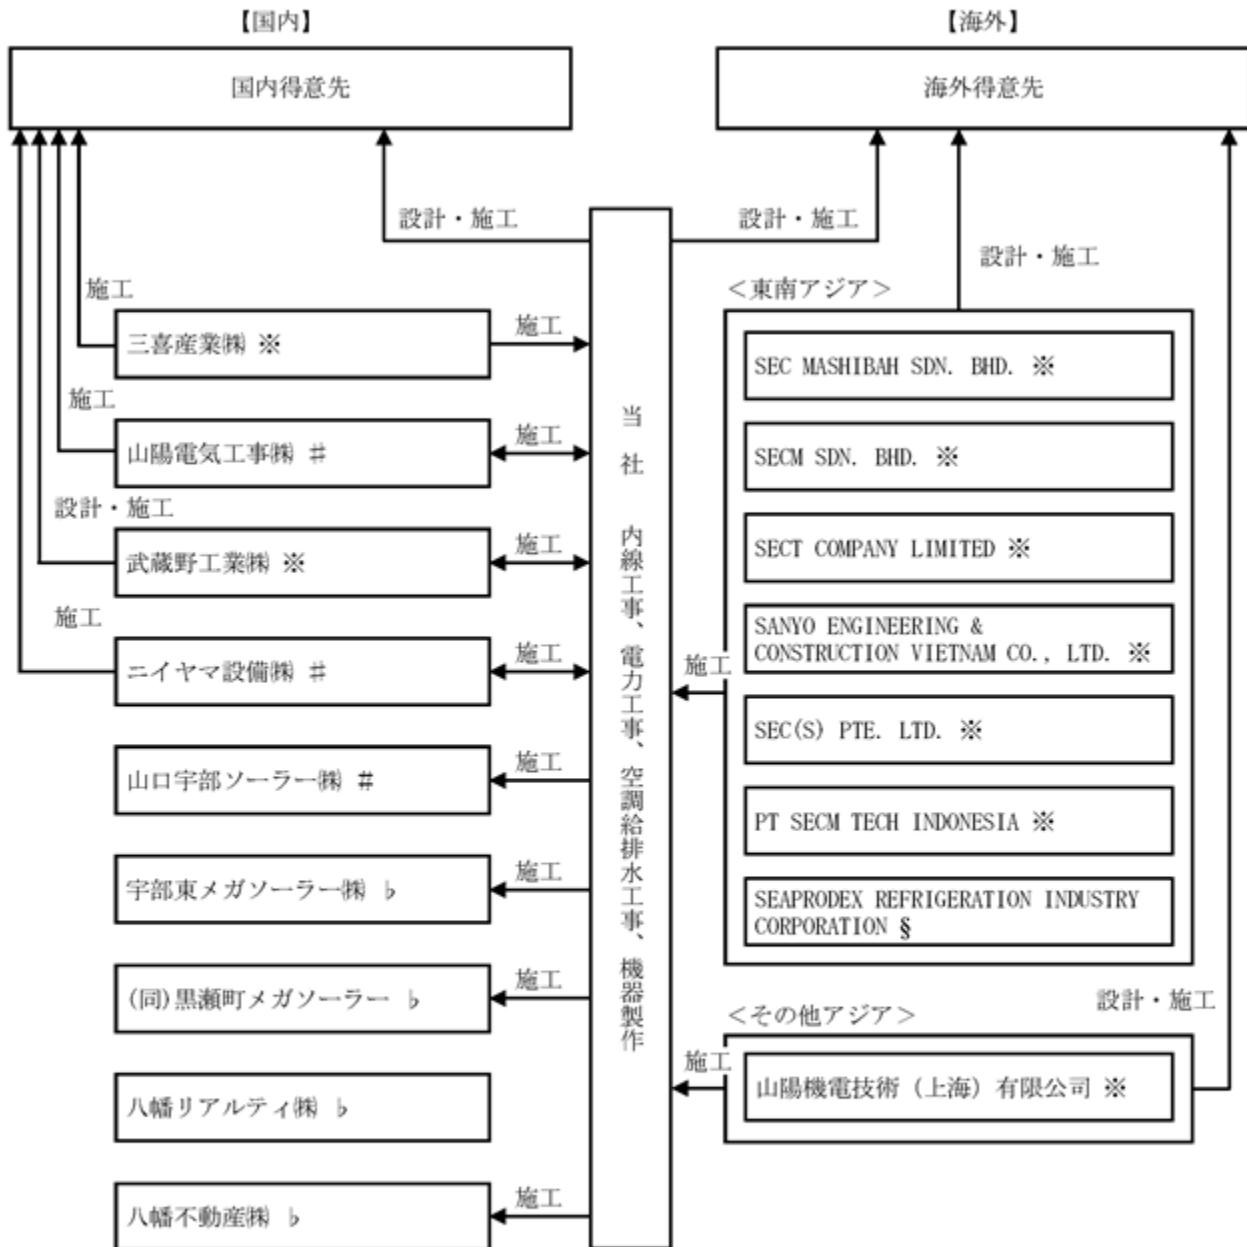 【国内】
国内得意先
設計・施工
施工
三喜産業㈱ ※
施工
施工
山陽電気工事㈱ ♯
施工
設計・施工
武蔵野工業㈱ ※
施工
施工
ニイヤマ設備㈱ ♯
施工
山口宇部ソーラー㈱ ♯
施工
宇部東メガソーラー㈱ ♭
施工
(同)黒瀬町メガソーラー ♭
施工
八幡リアルティ㈱ ♭
八幡不動産㈱ ♭
施工
当社 内線工事、電力工事、空調給排水工事、機器製作
【海外】
海外得意先
設計・施工
設計・施工
＜東南アジア＞
SEC MASHIBAH SDN. BHD. ※
SECM SDN. BHD. ※
SECT COMPANY LIMITED ※
SANYO ENGINEERING &
CONSTRUCTION VIETNAM CO., LTD. ※
施工
SEC(S) PTE. LTD. ※
PT SECM TECH INDONESIA ※
SEAPRODEX REFRIGERATION INDUSTRY
CORPORATION §
設計・施工
＜その他アジア＞
施工
山陽機電技術（上海）有限公司 ※